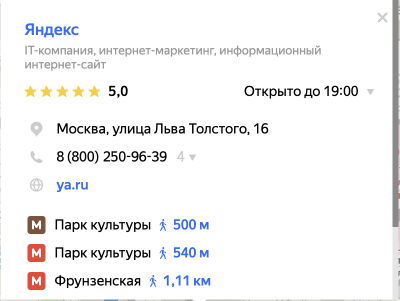 Яндекс
IT-компания, интернет-маркетинг, информационный
интернет-сайт
5,0 Открыто до 19:00
Москва, улица Льва Толстого, 16
8 (800) 250-96-39 4
ya.ru
М Парк культуры 500 м
М Парк культуры 540 м
М Фрунзенская 1,11 км